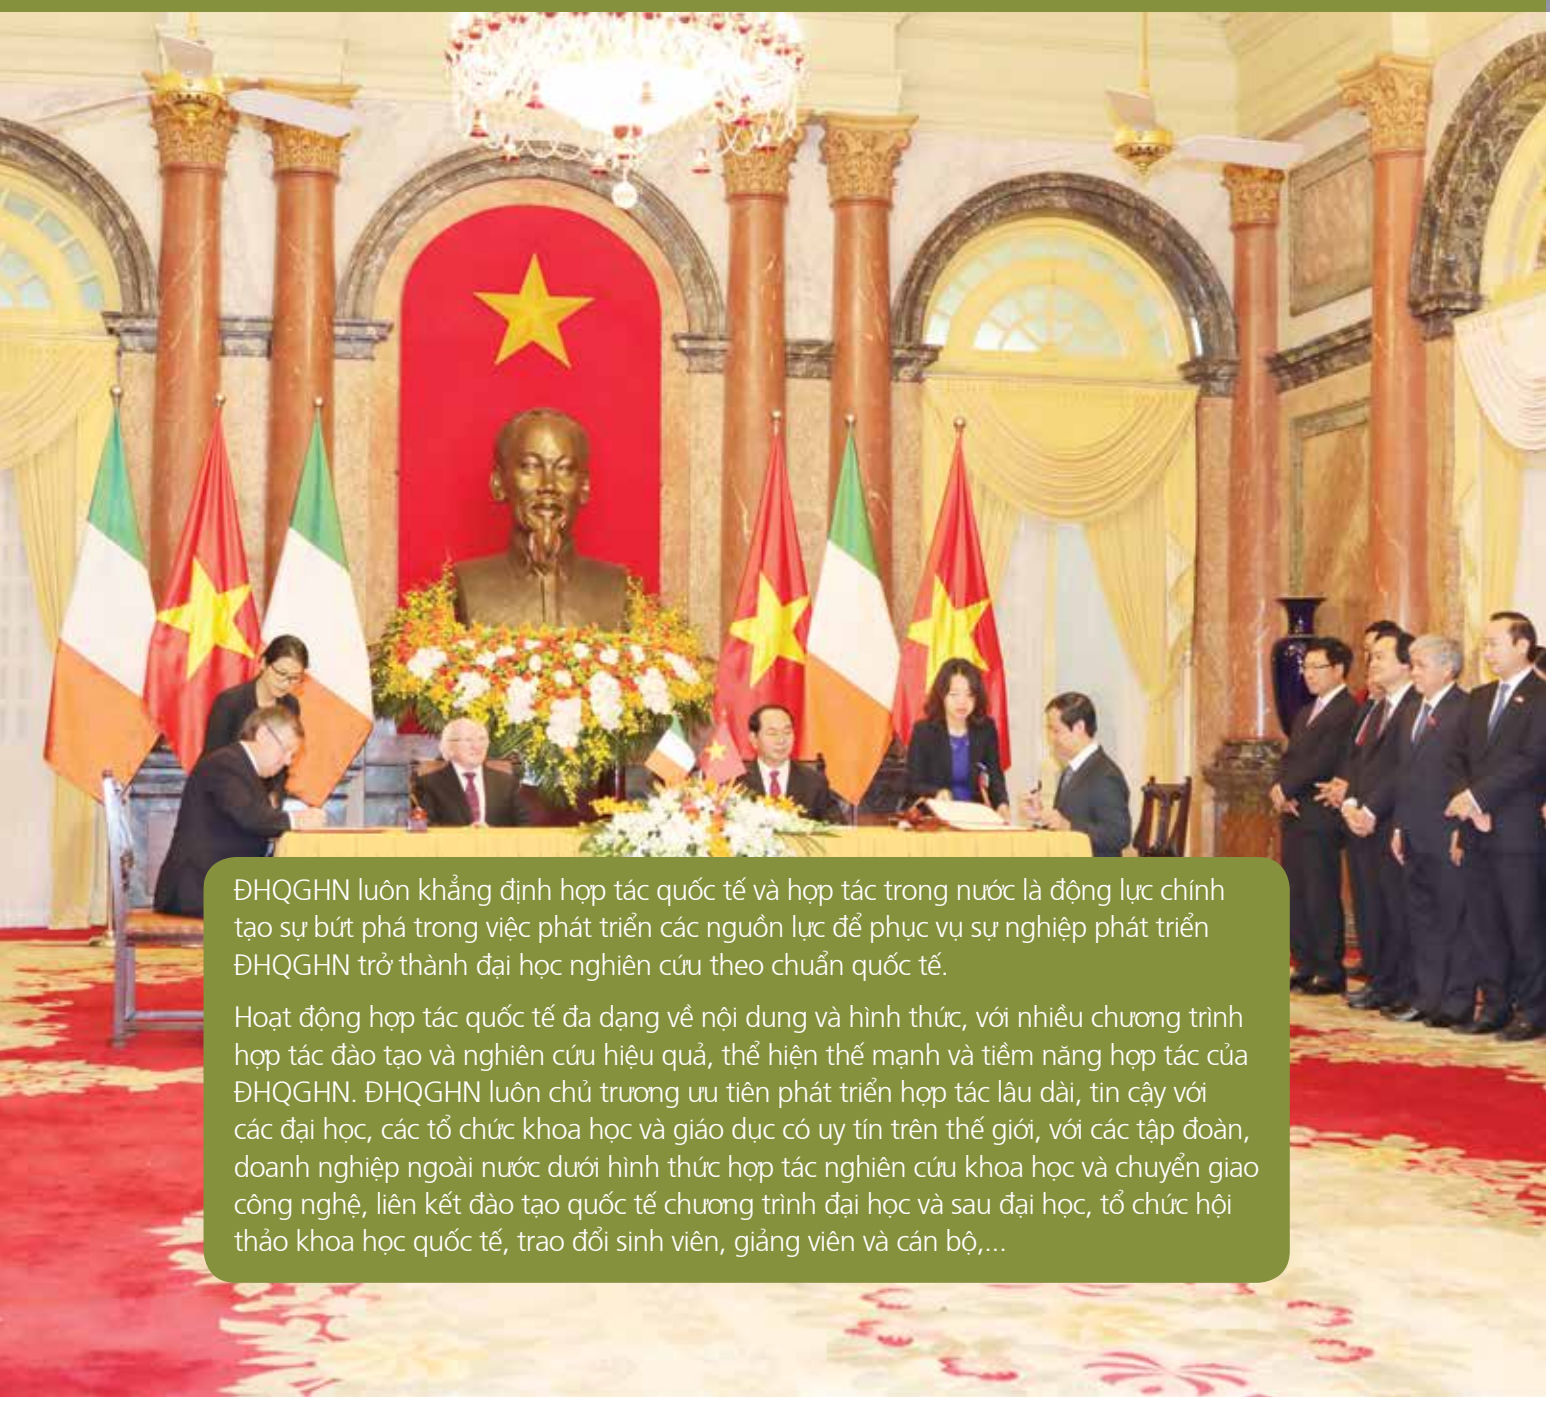 ĐHQGHN luôn khẳng định hợp tác quốc tế và hợp tác trong nước là động lực chính
tạo sự bứt phá trong việc phát triển các nguồn lực để phục vụ sự nghiệp phát triển
ĐHQGHN trở thành đại học nghiên cứu theo chuẩn quốc tế.
Hoạt động hợp tác quốc tế đa dạng về nội dung và hình thức, với nhiều chương trình
hợp tác đào tạo và nghiên cứu hiệu quả, thể hiện thế mạnh và tiềm năng hợp tác của
ĐHQGHN. ĐHQGHN luôn chủ trương ưu tiên phát triển hợp tác lâu dài, tin cậy với
các đại học, các tổ chức khoa học và giáo dục có uy tín trên thế giới, với các tập đoàn,
doanh nghiệp ngoài nước dưới hình thức hợp tác nghiên cứu khoa học và chuyển giao
công nghệ, liên kết đào tạo quốc tế chương trình đại học và sau đại học, tổ chức hội
thảo khoa học quốc tế, trao đổi sinh viên, giảng viên và cán bộ,...